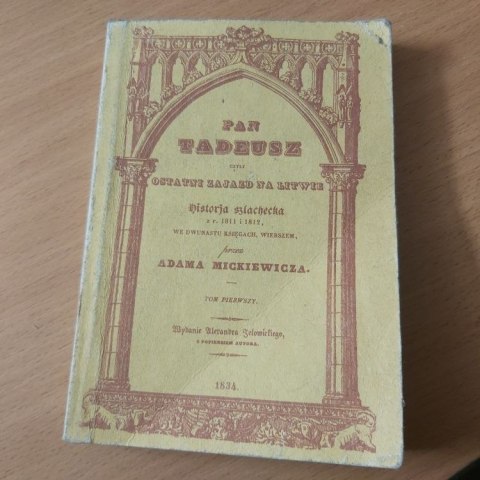 PAN
TADEUSZ
CZYLI
OSTATNI ZAJAZD NA LITWIE
Historja szlachecka
z r. 1811 i 1812,
WE DWUNASTU KSIĘGACH, WIERSZEM,
przez
ADAMA MICKIEWICZA.
TOM PIERWSZY.
Wydanie Alexandra Jełowickiego,
Z POPIERSIEM AUTORA.
1834.